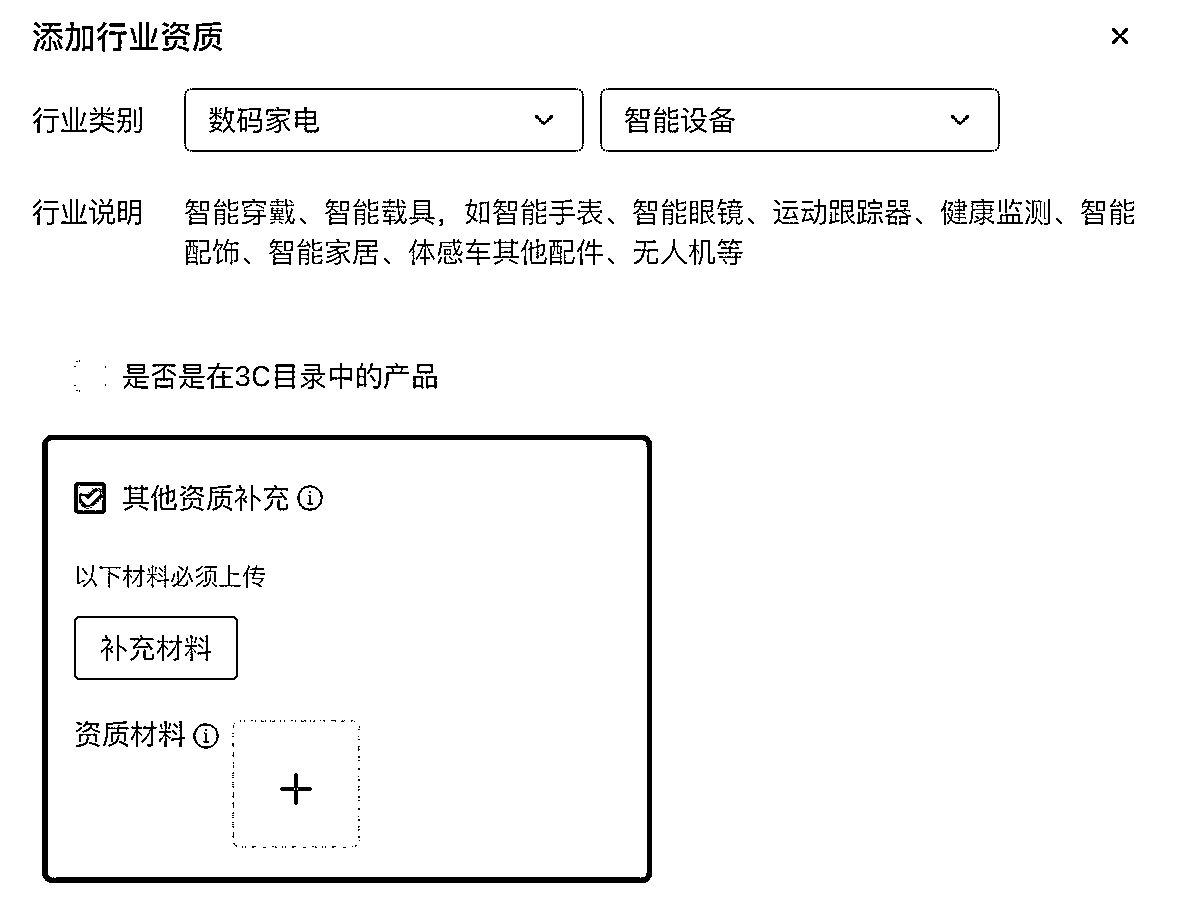 添加行业资质
行业类别 数码家电 智能设备
行业说明 智能穿戴、智能载具，如智能手表、智能眼镜、运动跟踪器、健康监测、智能
配饰、智能家居、体感车其他配件、无人机等
是否是在3C目录中的产品
其他资质补充
以下材料必须上传
补充材料
资质材料